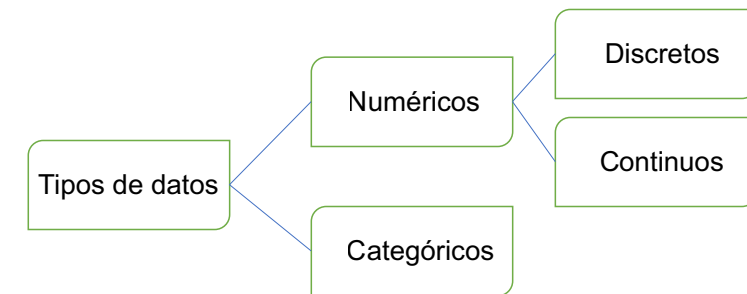 Tipos de datos
Numéricos
Discretos
Continuos
Categóricos